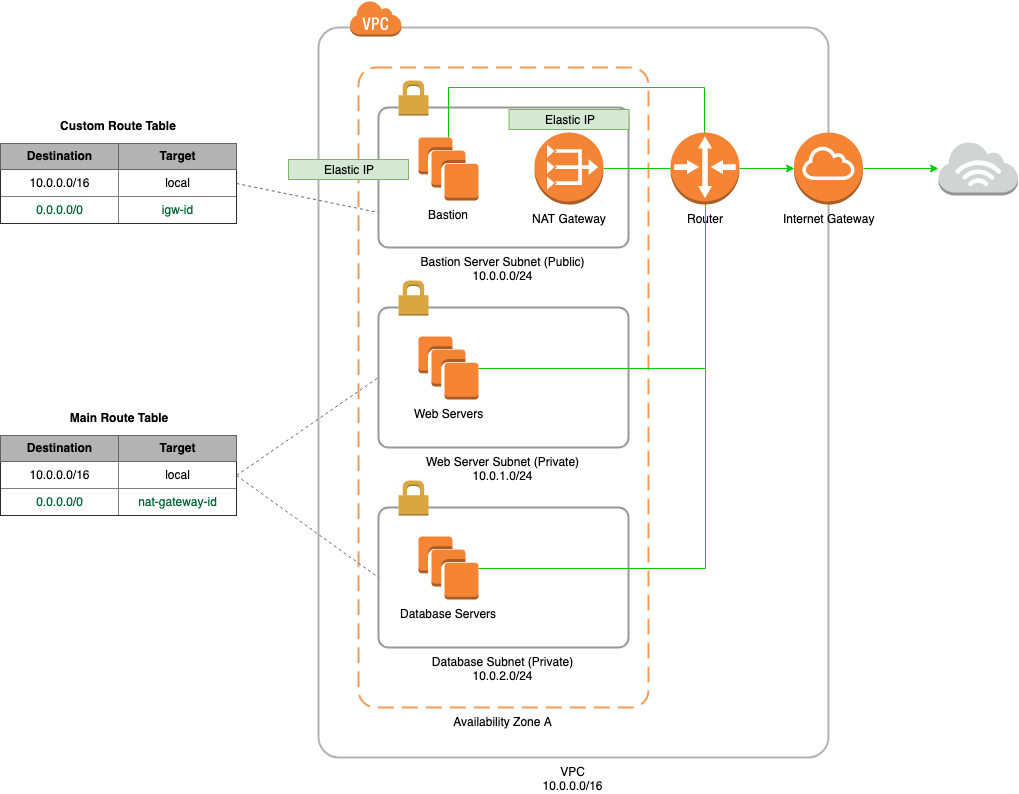 VPC
Custom Route Table
Destination Target
10.0.0.0/16 local
0.0.0.0/0 igw-id
Elastic IP
Elastic IP
Bastion
NAT Gateway
Router
Internet Gateway
Bastion Server Subnet (Public)
10.0.0.0/24
Web Servers
Main Route Table
Destination Target
10.0.0.0/16 local
0.0.0.0/0 nat-gateway-id
Web Server Subnet (Private)
10.0.1.0/24
Database Servers
Database Subnet (Private)
10.0.2.0/24
Availability Zone A
VPC
10.0.0.0/16